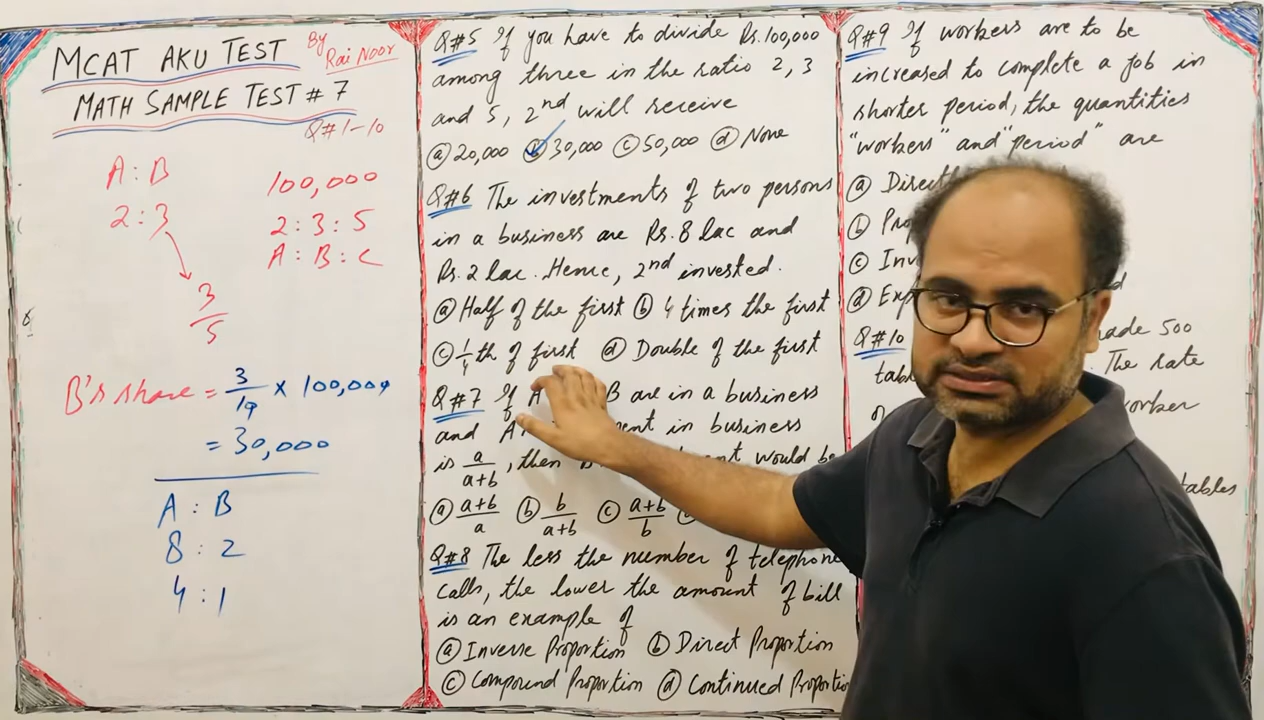 MCAT AKU TEST By
Rai Noor
MATH SAMPLE TEST # 7
Q#1-10
A : B
2 : 3
3/5
100,000
2 : 3 : 5
A : B : C
B's share = 3/10 × 100,000
= 30,000
A : B
8 : 2
4 : 1
Q#5 If you have to divide Rs.100,000
among three in the ratio 2, 3
and 5, 2nd will receive
(a) 20,000 (b) 30,000 (c) 50,000 (d) None
Q#6 The investments of two persons
in a business are Rs. 8 lac and
Rs. 2 lac. Hence, 2nd invested.
(a) Half of the first (b) 4 times the first
(c) 1/4th of first (d) Double of the first
Q#7 If A B are in a business
and in business
is a/a+b, then would be
(a) a+b/a (b) b/a+b (c) a+b/b
Q#8 The less the number of telephone
calls, the lower the amount of bill
is an example of
(a) Inverse Proportion (b) Direct Proportion
(c) Compound Proportion (d) Continued Proportion
Q#9 If workers are to be
increased to complete a job in
shorter period, the quantities
"workers" and "period" are
(a)
(b)
(c)
(d)
Q#10 500
The rate
tables